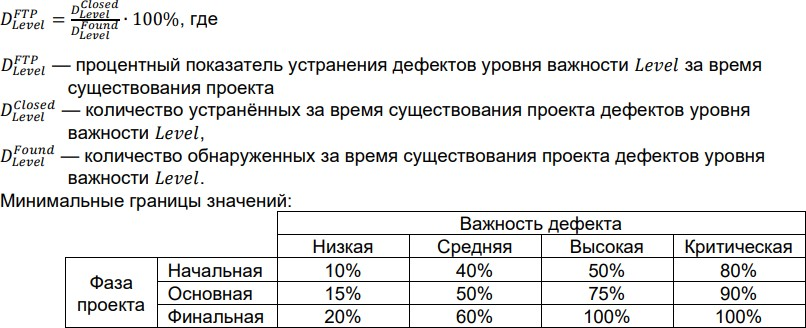 D_{Level}^{FTP} = \frac{D_{Level}^{Closed}}{D_{Level}^{Found}} · 100%, где
D_{Level}^{FTP} — процентный показатель устранения дефектов уровня важности Level за время
существования проекта
D_{Level}^{Closed} — количество устранённых за время существования проекта дефектов уровня
важности Level,
D_{Level}^{Found} — количество обнаруженных за время существования проекта дефектов уровня
важности Level.
Минимальные границы значений:
Важность дефекта
Низкая Средняя Высокая Критическая
Фаза проекта
Начальная 10% 40% 50% 80%
Основная 15% 50% 75% 90%
Финальная 20% 60% 100% 100%